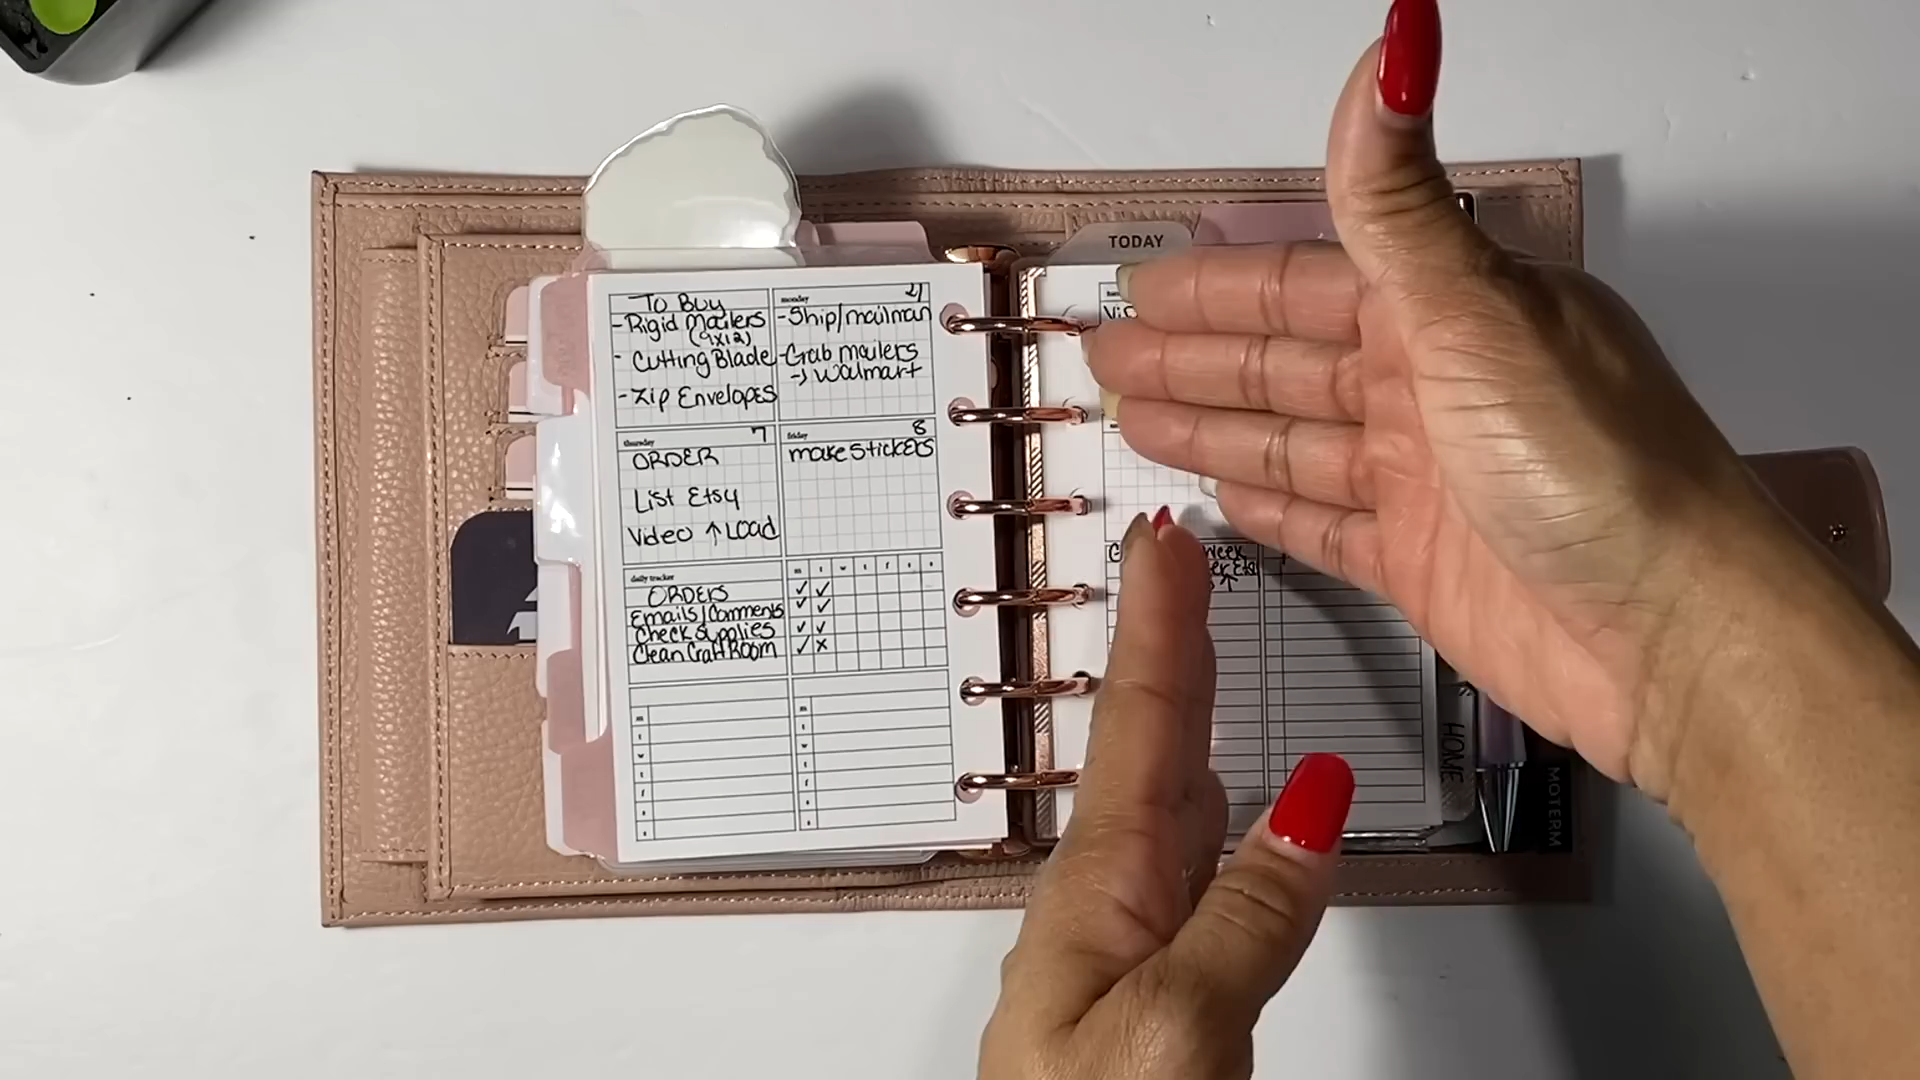 TODAY
To Buy
- Rigid Mailers
(9x12)
- Cutting Blade
- Zip Envelopes
monday
- Ship/mailman
- Grab mailers
→ Walmart
thursday 7
ORDER
List Etsy
Video ↑ Load
friday 8
make Stickers
daily tracker
m t w t f s s
ORDERS ✓ ✓
Emails/Comments ✓ ✓
Check Supplies ✓ ✓
Clean Craft Room ✓ x
m
t
w
t
f
s
s
m
t
w
t
f
s
s
week
HOME
MOTERM